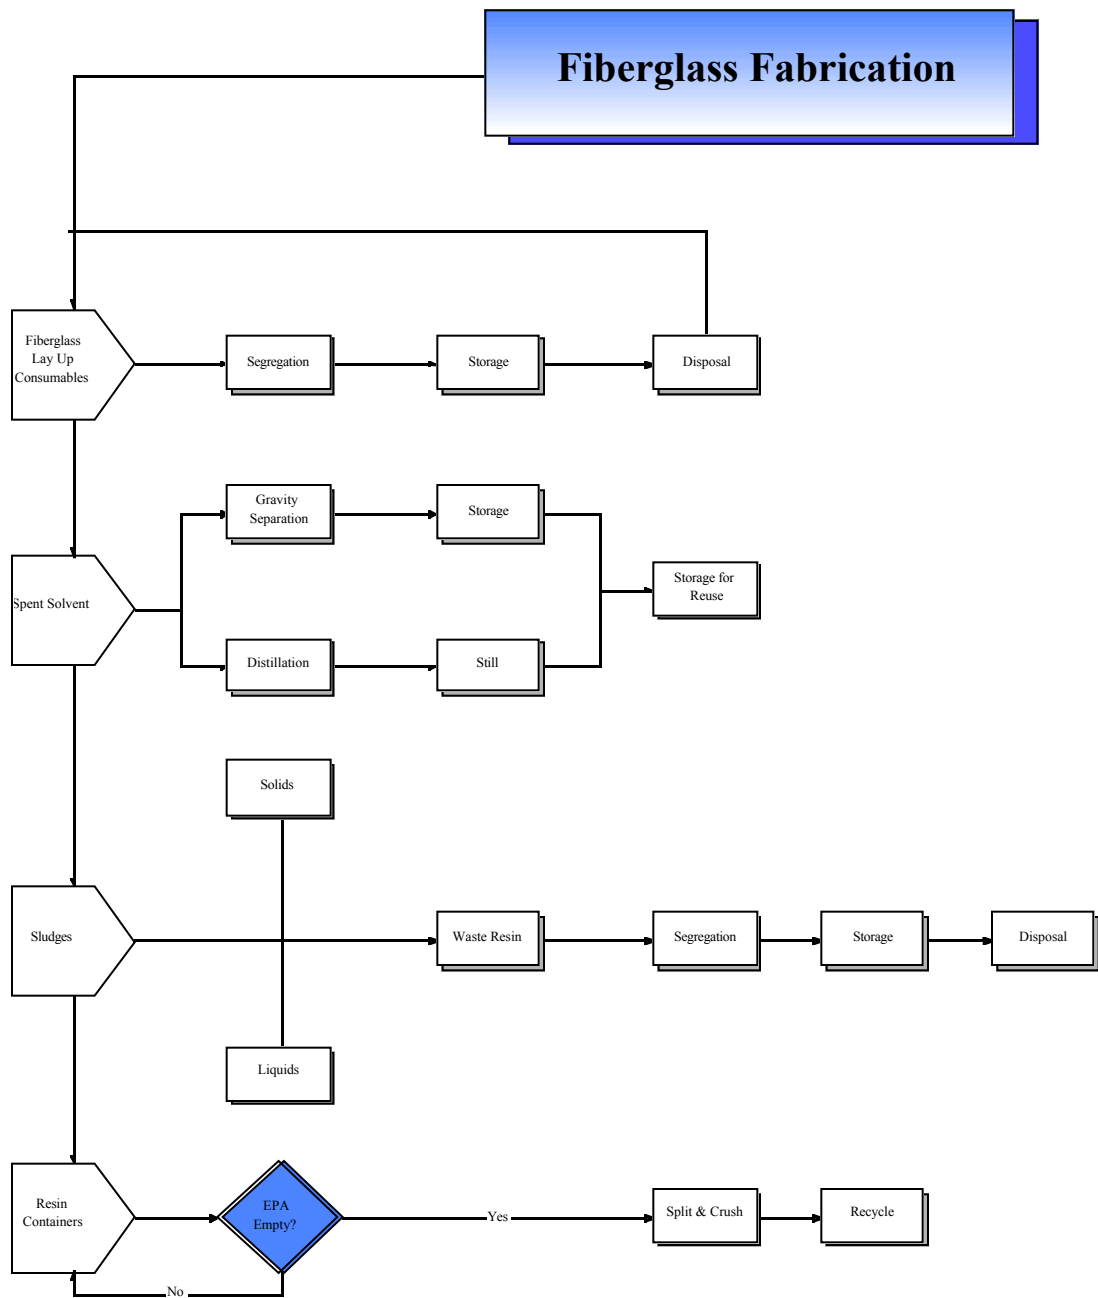 Fiberglass Fabrication
Fiberglass
Lay Up
Consumables
Segregation
Storage
Disposal
Spent Solvent
Gravity
Separation
Storage
Distillation
Still
Storage for
Reuse
Solids
Sludges
Waste Resin
Segregation
Storage
Disposal
Liquids
Resin
Containers
EPA
Empty?
Yes
Split & Crush
Recycle
No